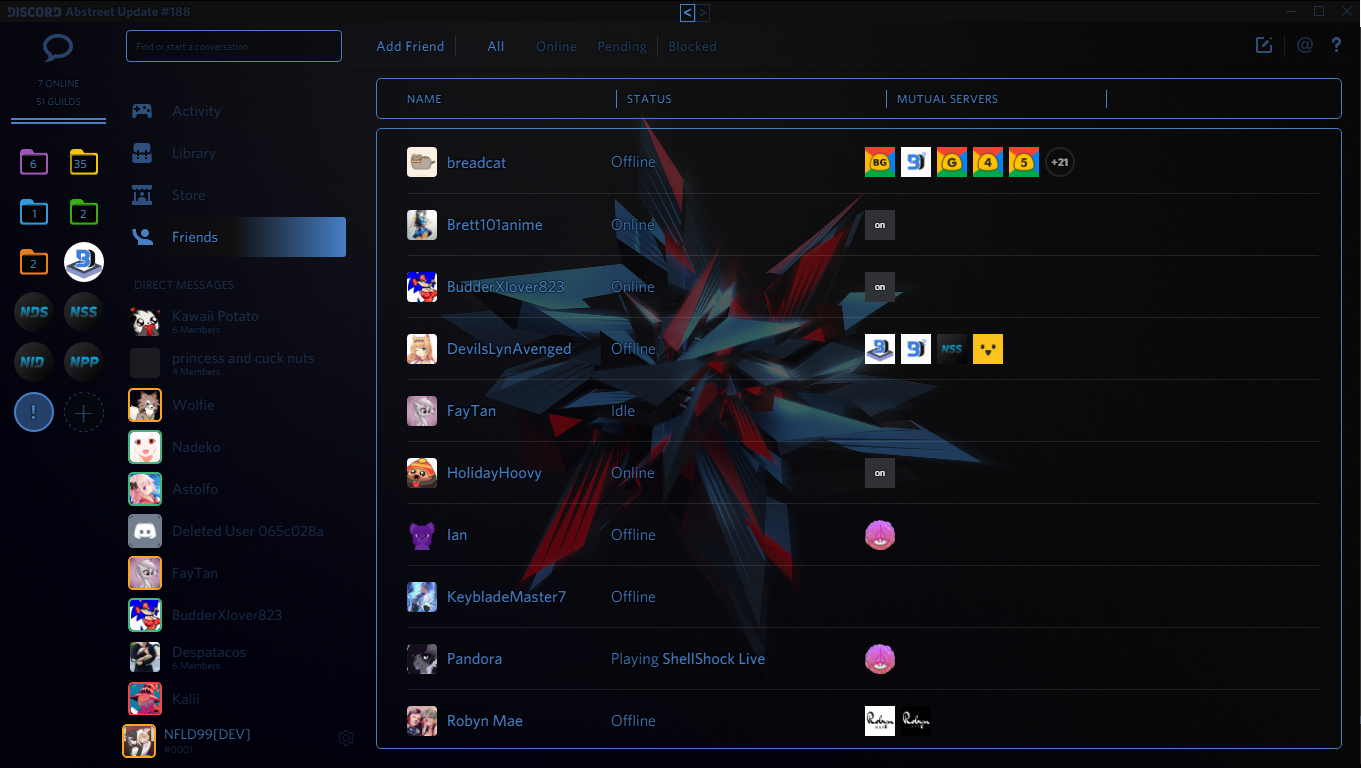 DISCORD Abstreet Update #188
< >
7 ONLINE
51 GUILDS
6
35
1
2
2
NDS
NSS
NID
NPP
!
Find or start a conversation
Activity
Library
Store
Friends
DIRECT MESSAGES
Kawaii Potato
6 Members
princess and cuck nuts
4 Members
Wolfie
Nadeko
Astolfo
Deleted User 065c028a
FayTan
BudderXlover823
Despatacos
6 Members
Kalii
NFLD99[DEV]
#0001
Add Friend All Online Pending Blocked @ ?
NAME STATUS MUTUAL SERVERS
breadcat Offline BG G 4 5 +21
Brett101anime Online on
BudderXlover823 Online on
DevilsLynAvenged Offline NSS
FayTan Idle
HolidayHoovy Online on
Ian Offline
KeybladeMaster7 Offline
Pandora Playing ShellShock Live
Robyn Mae Offline Robyn Robyn